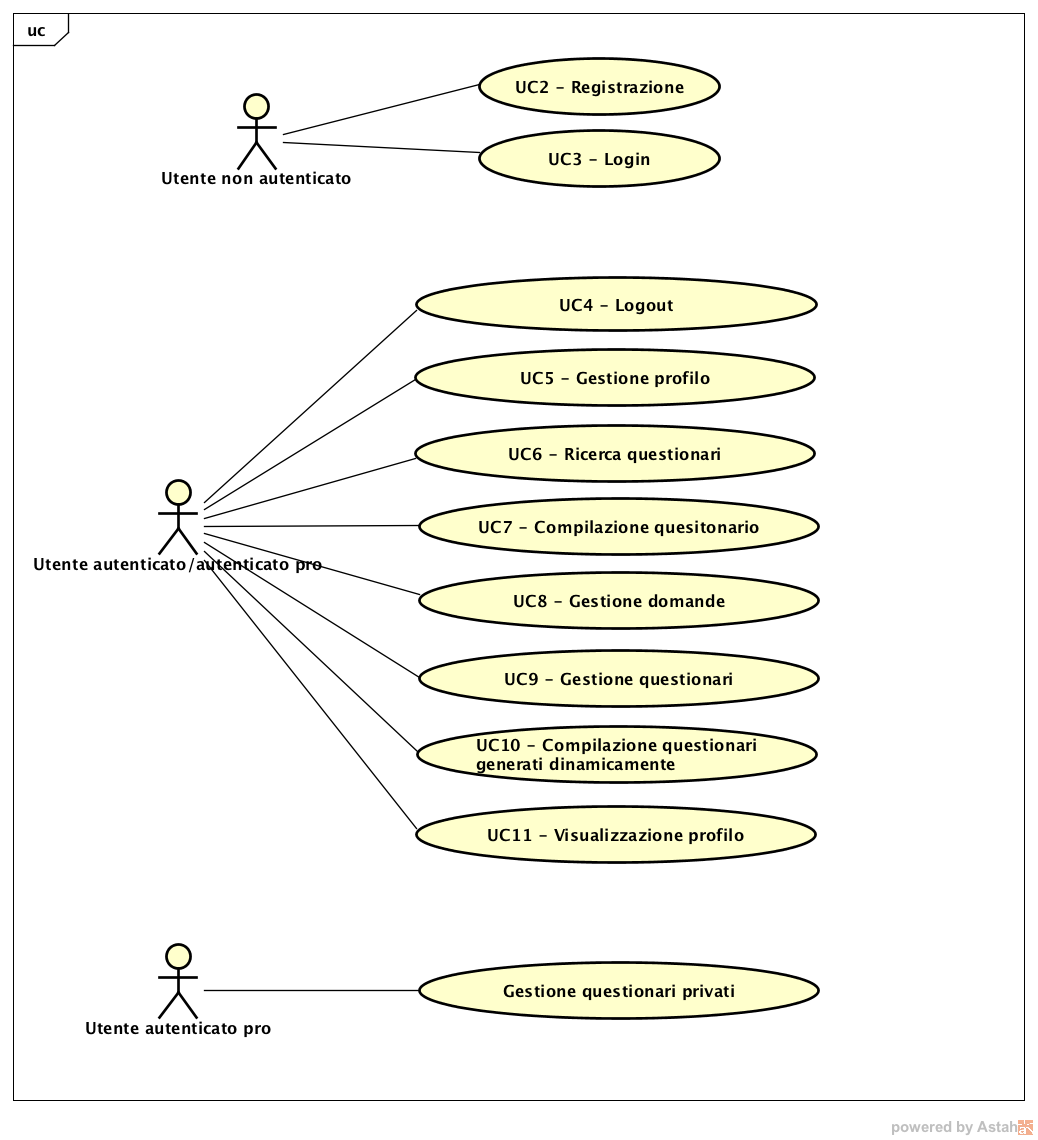 uc
UC2 – Registrazione
UC3 – Login
Utente non autenticato
UC4 – Logout
UC5 – Gestione profilo
UC6 – Ricerca questionari
UC7 – Compilazione quesitonario
Utente autenticato/autenticato pro
UC8 – Gestione domande
UC9 – Gestione questionari
UC10 – Compilazione questionari
generati dinamicamente
UC11 – Visualizzazione profilo
Gestione questionari privati
Utente autenticato pro
powered by Astah